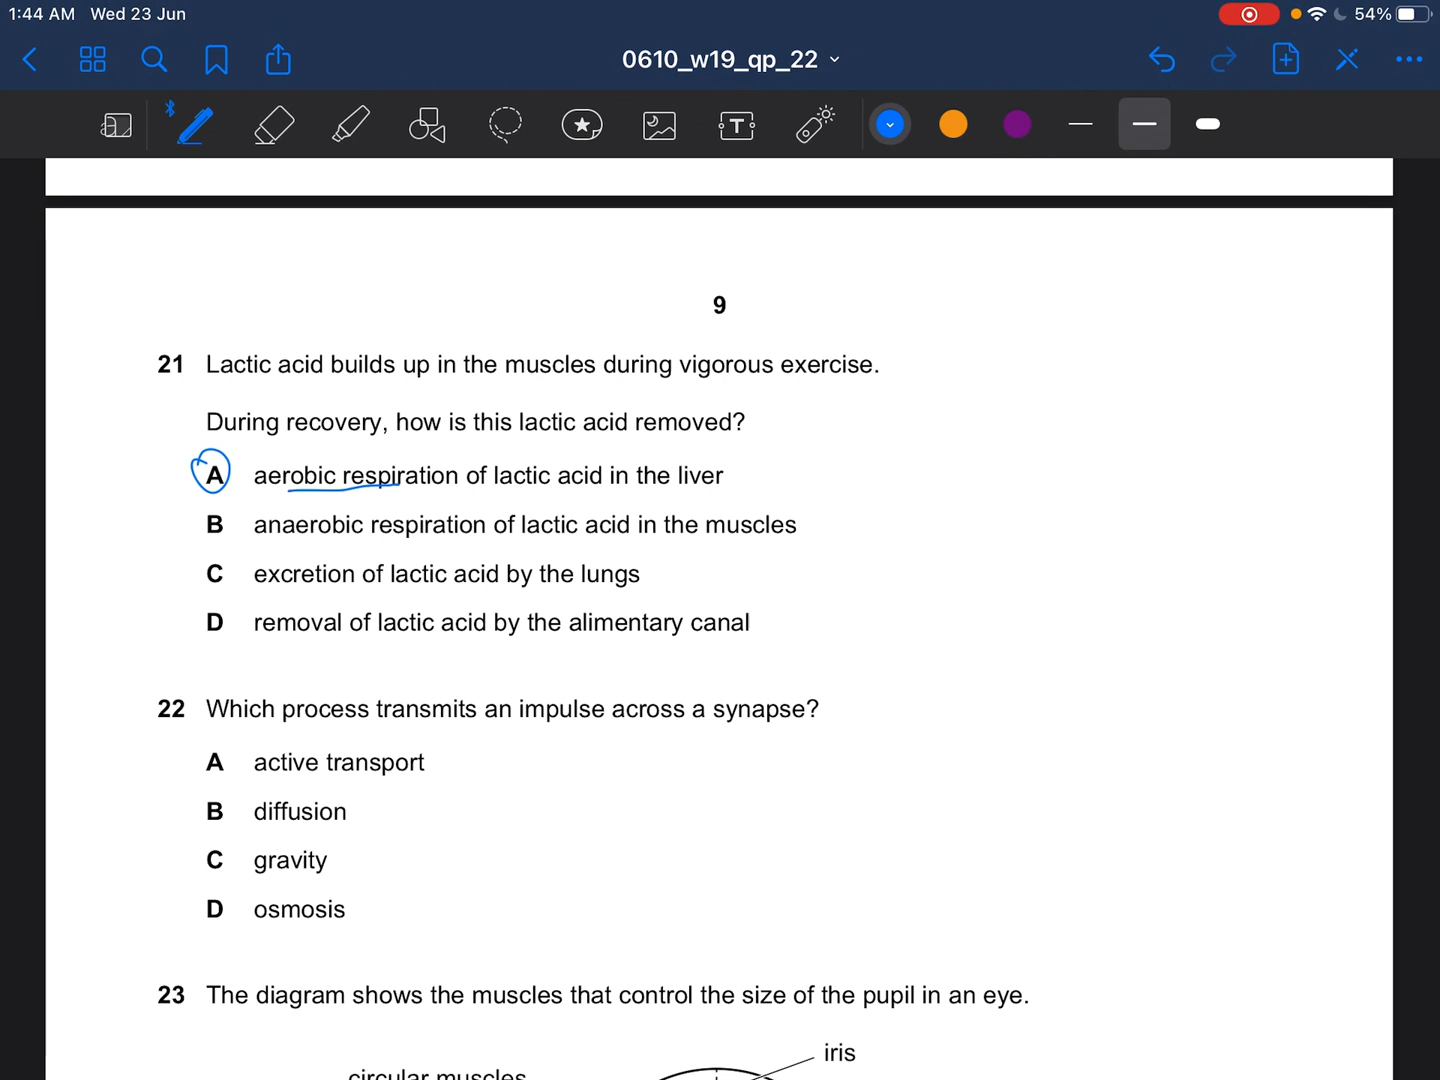 1:44 AM Wed 23 Jun
54%
0610_w19_qp_22
T
9
21 Lactic acid builds up in the muscles during vigorous exercise.
During recovery, how is this lactic acid removed?
A aerobic respiration of lactic acid in the liver
B anaerobic respiration of lactic acid in the muscles
C excretion of lactic acid by the lungs
D removal of lactic acid by the alimentary canal
22 Which process transmits an impulse across a synapse?
A active transport
B diffusion
C gravity
D osmosis
23 The diagram shows the muscles that control the size of the pupil in an eye.
iris
circular muscles